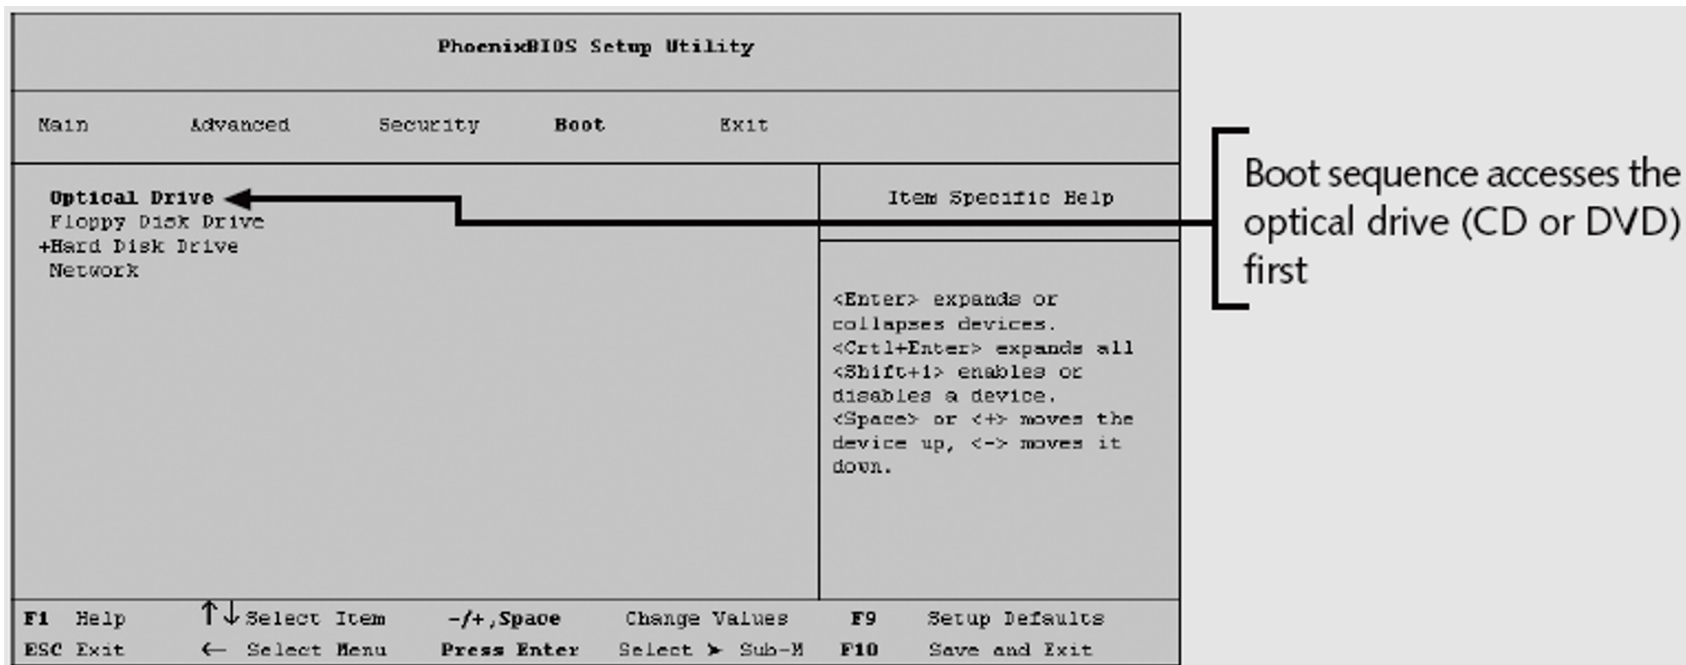 PhoenixBIOS Setup Utility
Main Advanced Security Boot Exit
Optical Drive
Floppy Disk Drive
+Hard Disk Drive
Network
Item Specific Help
<Enter> expands or
collapses devices.
<Crtl+Enter> expands all
<Shift+1> enables or
disables a device.
<Space> or <+> moves the
device up, <-> moves it
down.
F1 Help ↑↓ Select Item -/+,Space Change Values F9 Setup Defaults
ESC Exit ← Select Menu Press Enter Select ➤ Sub-M F10 Save and Exit
Boot sequence accesses the
optical drive (CD or DVD)
first